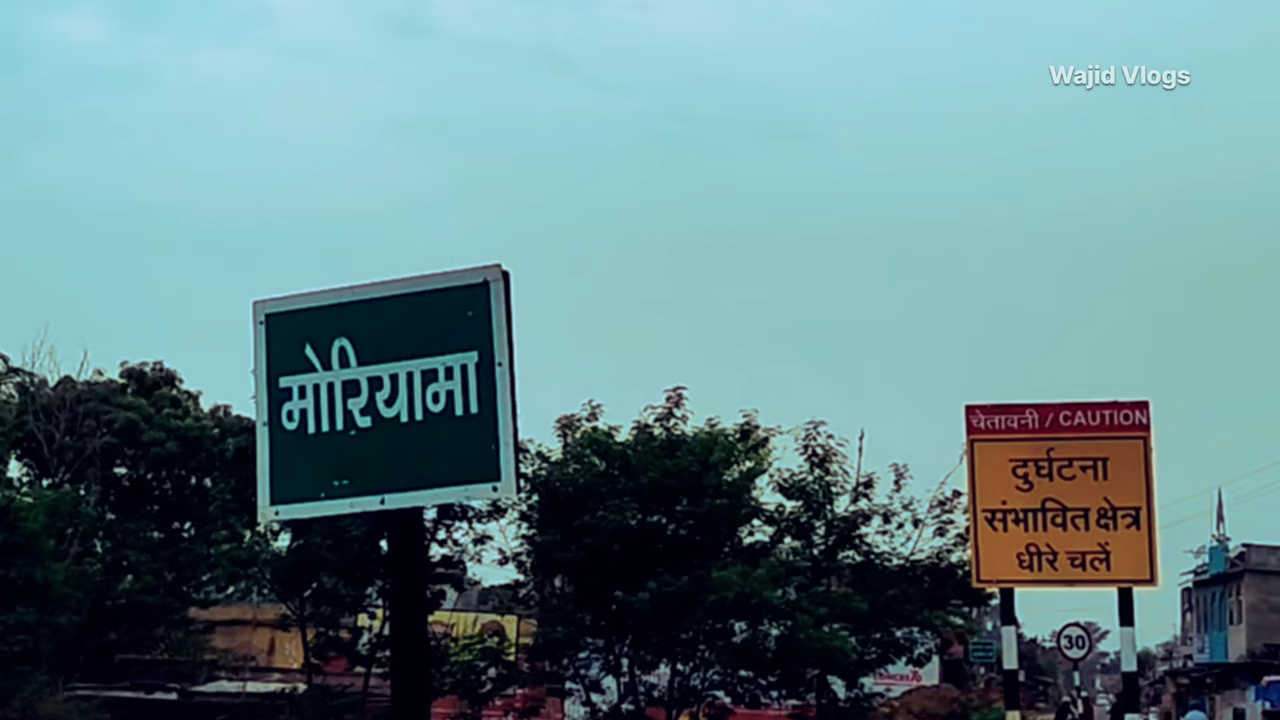 Wajid Vlogs
मोरियामा
चेतावनी / CAUTION
दुर्घटना
संभावित क्षेत्र
धीरे चलें
30